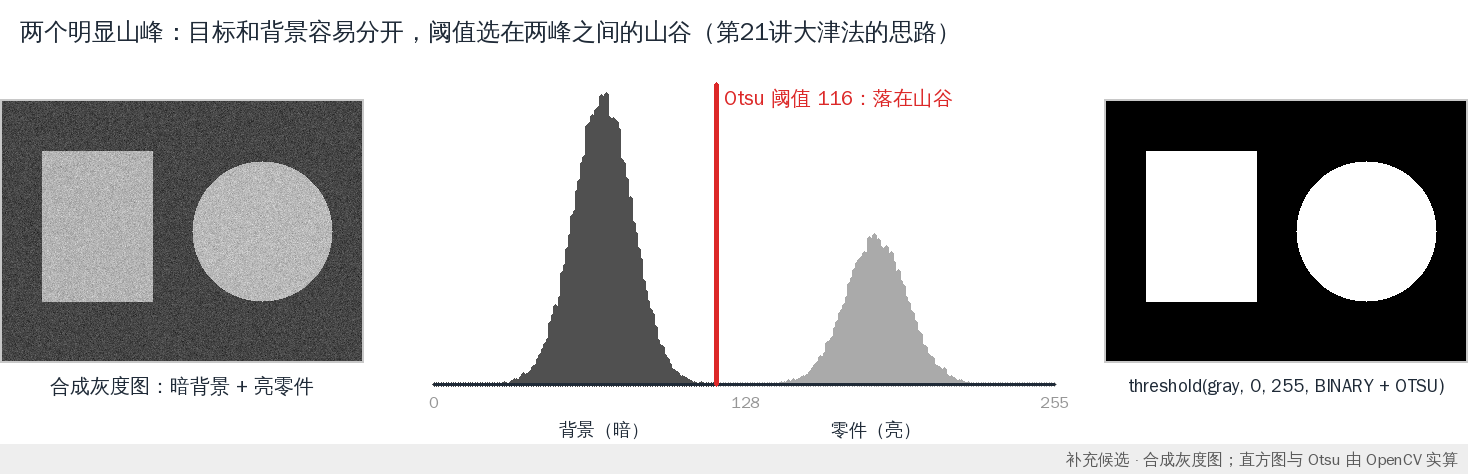 两个明显山峰：目标和背景容易分开，阈值选在两峰之间的山谷（第21讲大津法的思路）
Otsu 阈值 116：落在山谷
合成灰度图：暗背景 + 亮零件
0
128
255
背景（暗）
零件（亮）
threshold(gray, 0, 255, BINARY + OTSU)
补充候选 · 合成灰度图；直方图与 Otsu 由 OpenCV 实算